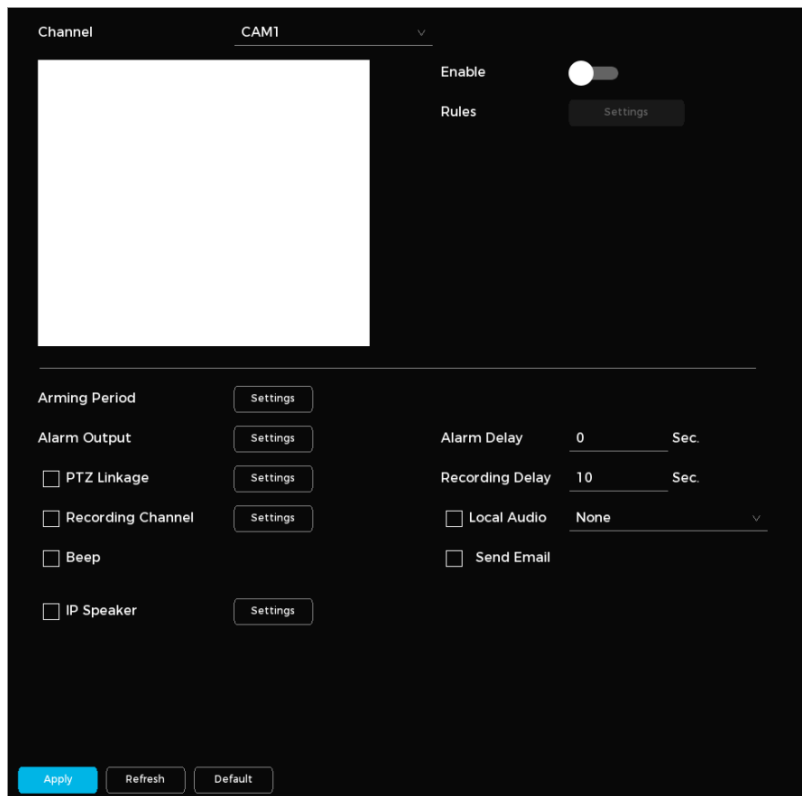 Channel CAM1
Enable
Rules Settings
Arming Period Settings
Alarm Output Settings Alarm Delay 0 Sec.
PTZ Linkage Settings Recording Delay 10 Sec.
Recording Channel Settings Local Audio None
Beep Send Email
IP Speaker Settings
Apply Refresh Default